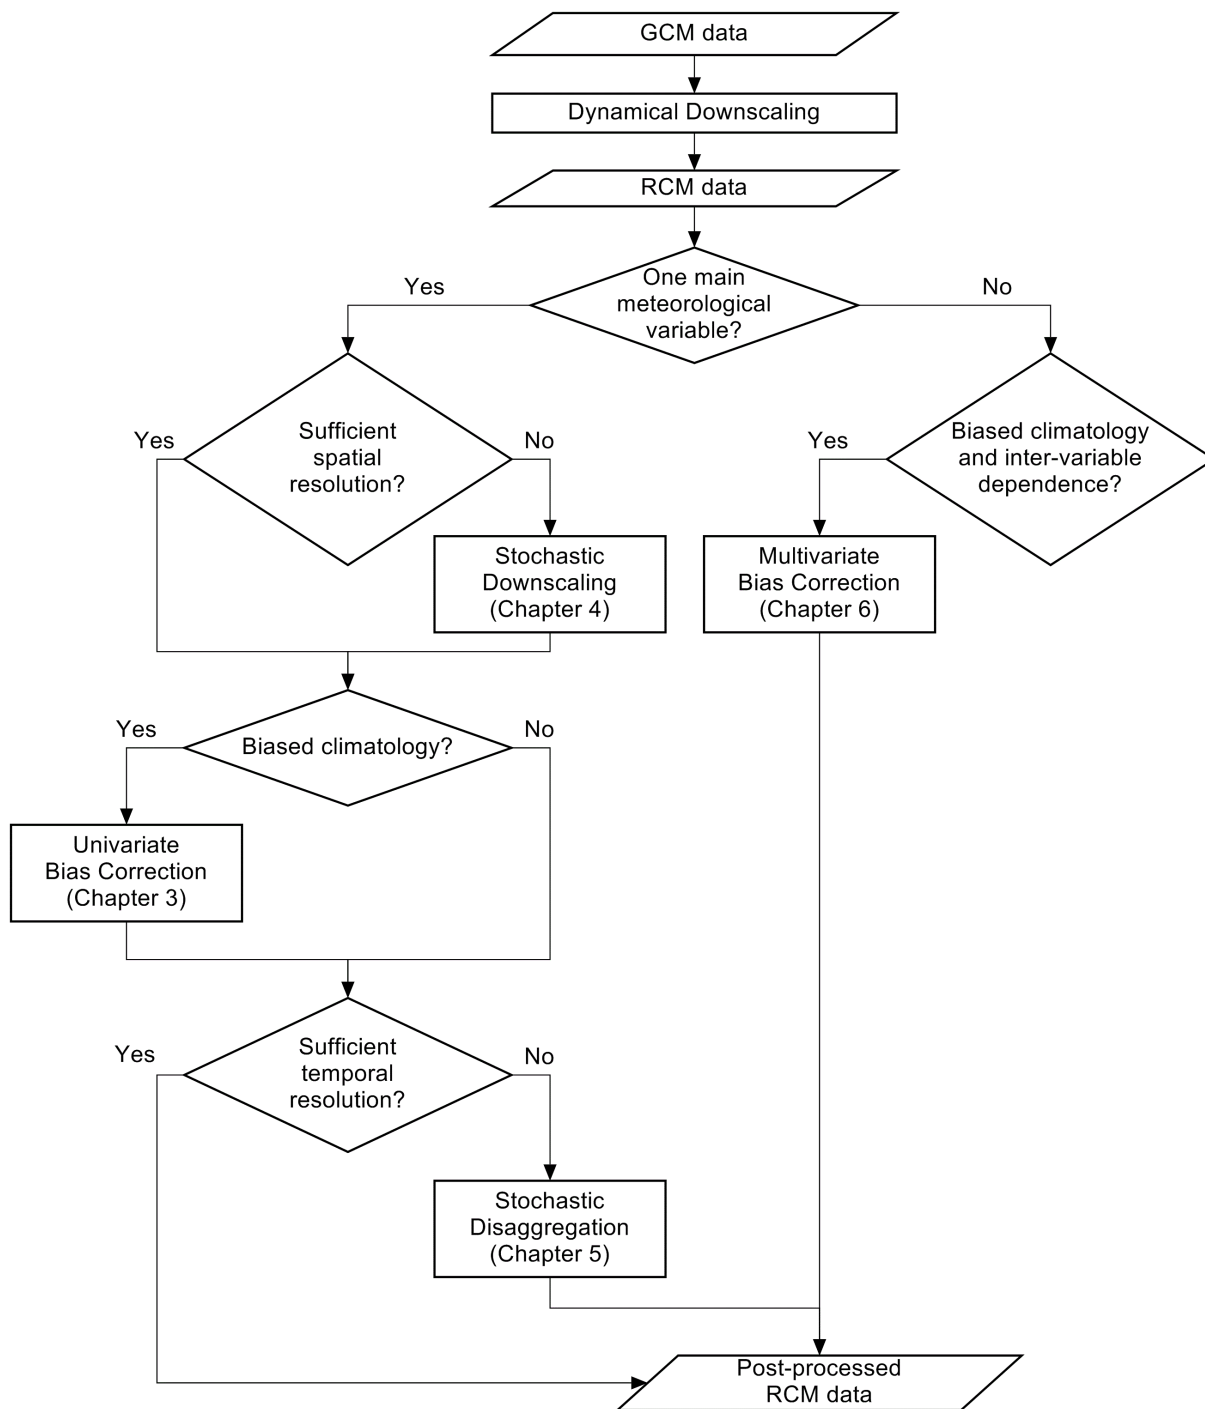 GCM data
Dynamical Downscaling
RCM data
One main
meteorological
variable?
Yes
No
Sufficient
spatial
resolution?
Yes
No
Biased climatology
and inter-variable
dependence?
Yes
Stochastic
Downscaling
(Chapter 4)
Multivariate
Bias Correction
(Chapter 6)
Biased climatology?
Yes
No
Univariate
Bias Correction
(Chapter 3)
Sufficient
temporal
resolution?
Yes
No
Stochastic
Disaggregation
(Chapter 5)
Post-processed
RCM data